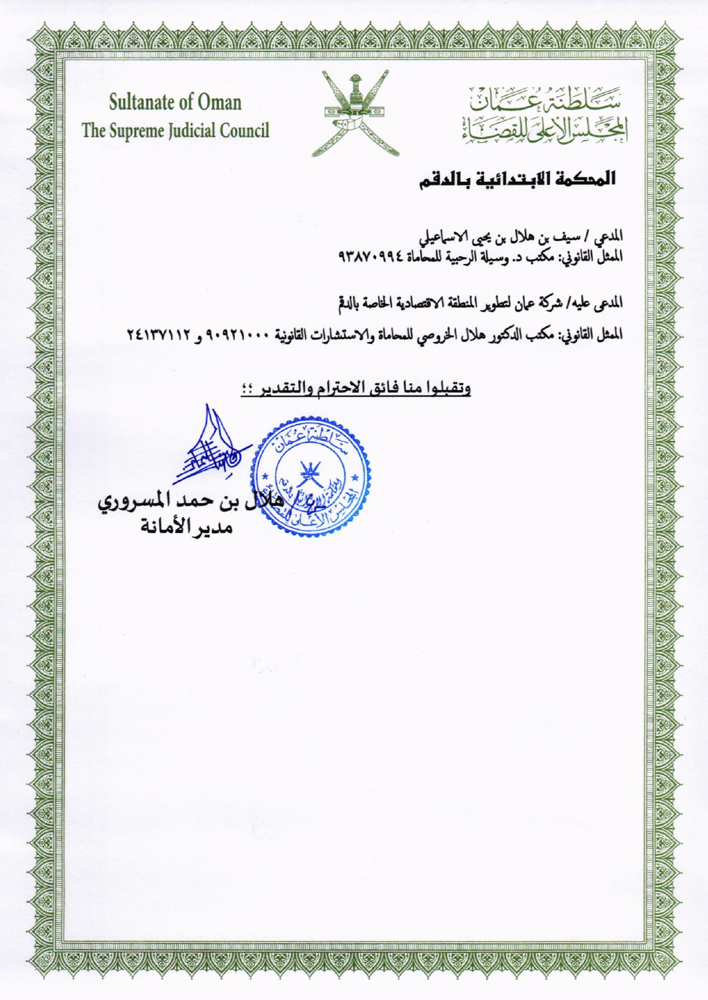 Sultanate of Oman
The Supreme Judicial Council
سلطنة عمان
المجلس الأعلى للقضاء
المحكمة الابتدائية بالدقم
المدعي / سيف بن هلال بن يحيى الاسماعيلي
الممثل القانوني: مكتب د. وسيلة الرحبية للمحاماة ٩٣٨٧٠٩٩٤
المدعى عليه/ شركة عمان لتطوير المنطقة الاقتصادية الخاصة بالدقم
الممثل القانوني: مكتب الدكتور هلال الخروصي للمحاماة والاستشارات القانونية ٩٠٩٢١٠٠٠ و ٢٤١٣٧١١٢
وتقبلوا منا فائق الاحترام والتقدير ؛؛
سلطنة عمان
المحكمة الابتدائية بالدقم
المجلس الأعلى للقضاء
هلال بن حمد المسروري
مدير الأمانة